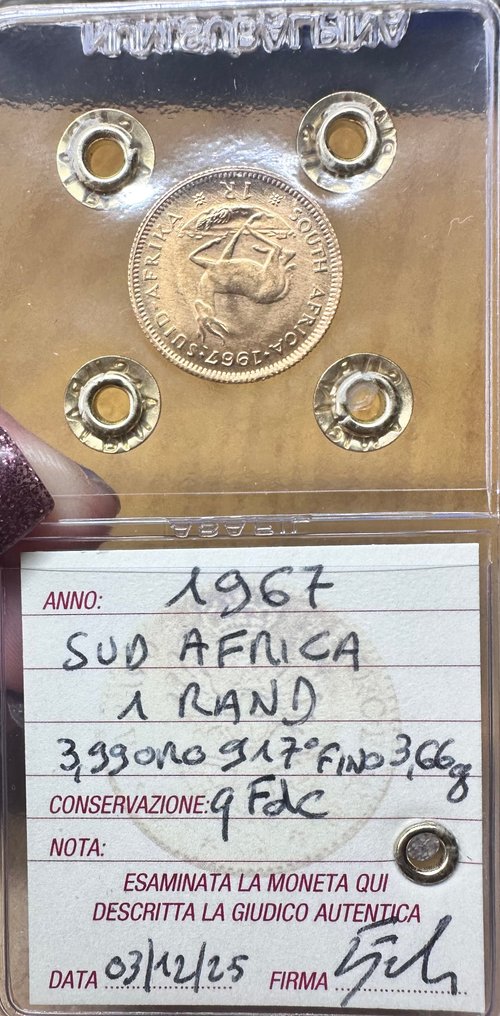 SUID AFRIKA * 1R * SOUTH AFRICA · 1967 ·
ANNO: 1967
SUD AFRICA
1 RAND
3,99 ORO 917° FINO 3,66g
CONSERVAZIONE: qFdc
NOTA:
ESAMINATA LA MONETA QUI
DESCRITTA LA GIUDICO AUTENTICA
DATA 03/12/25 FIRMA